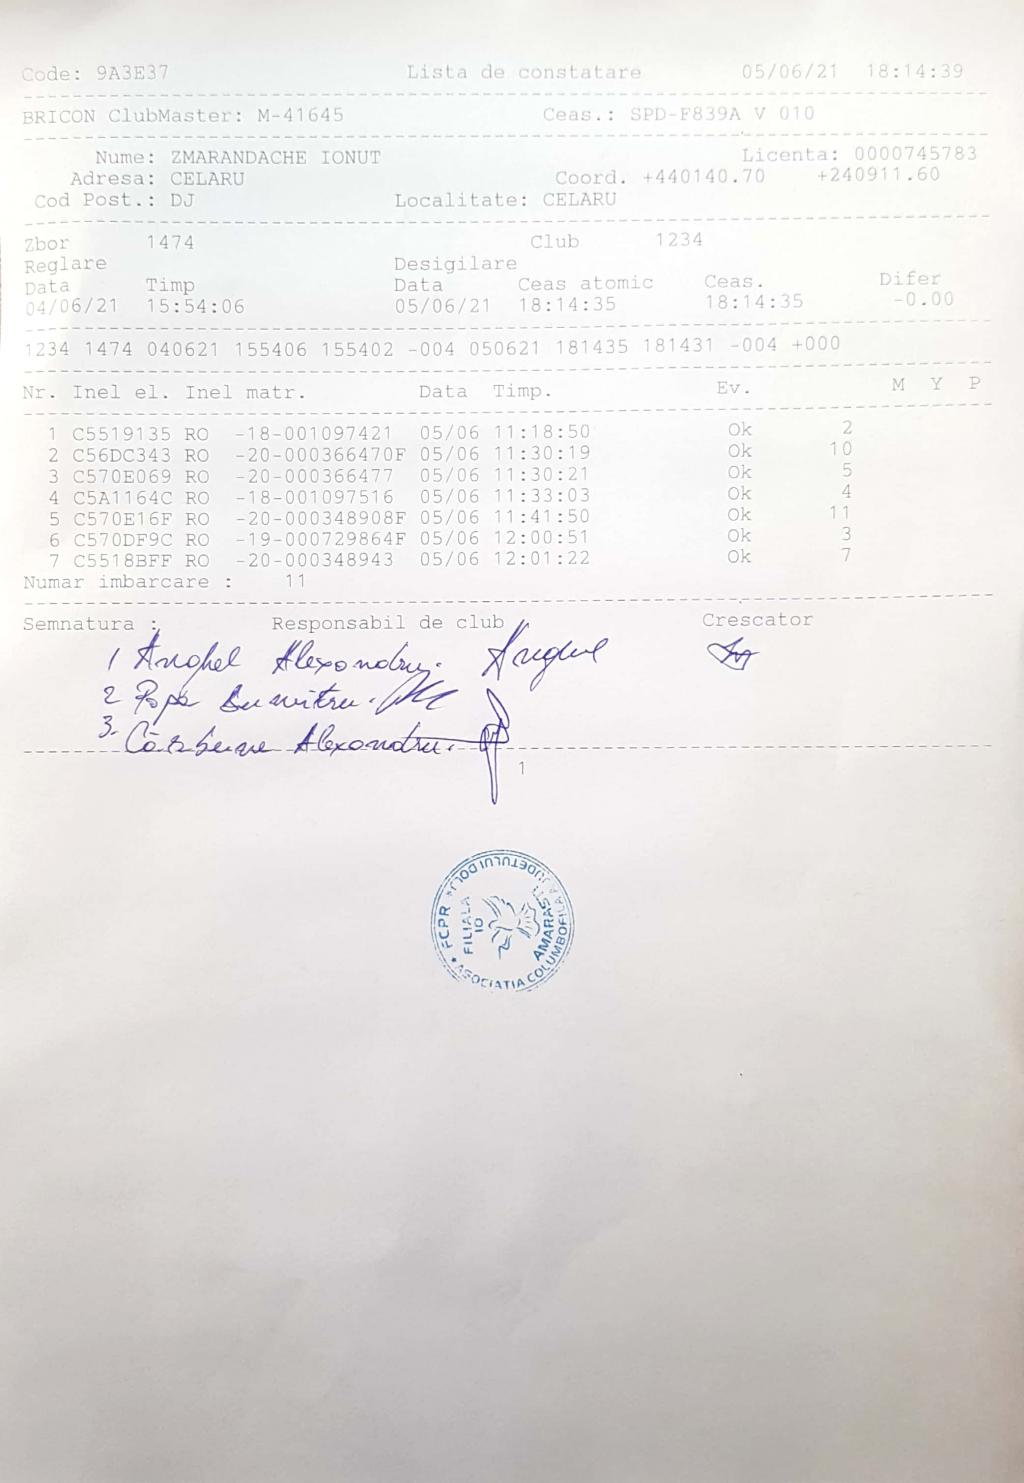 Code: 9A3E37 Lista de constatare 05/06/21 18:14:39
BRICON ClubMaster: M-41645 Ceas.: SPD-F839A V 010
Nume: ZMARANDACHE IONUT Licenta: 0000745783
Adresa: CELARU Coord. +440140.70 +240911.60
Cod Post.: DJ Localitate: CELARU
Zbor 1474 Club 1234
Reglare Desigilare
Data Timp Data Ceas atomic Ceas. Difer
04/06/21 15:54:06 05/06/21 18:14:35 18:14:35 -0.00
1234 1474 040621 155406 155402 -004 050621 181435 181431 -004 +000
Nr. Inel el. Inel matr. Data Timp. Ev. M Y P
1 C5519135 RO -18-001097421 05/06 11:18:50 Ok 2
2 C56DC343 RO -20-000366470F 05/06 11:30:19 Ok 10
3 C570E069 RO -20-000366477 05/06 11:30:21 Ok 5
4 C5A1164C RO -18-001097516 05/06 11:33:03 Ok 4
5 C570E16F RO -20-000348908F 05/06 11:41:50 Ok 11
6 C570DF9C RO -19-000729864F 05/06 12:00:51 Ok 3
7 C5518BFF RO -20-000348943 05/06 12:01:22 Ok 7
Numar imbarcare : 11
Semnatura : Responsabil de club Crescator
1 Anghel Alexandru. Anghel
2 Popa Dumitru.
3. Cărbune Alexandru.
1
FCPR
FILIALA
10
AMARAS
ASOCIATIA COLUMBOFILA A JUDETULUI DOLJ